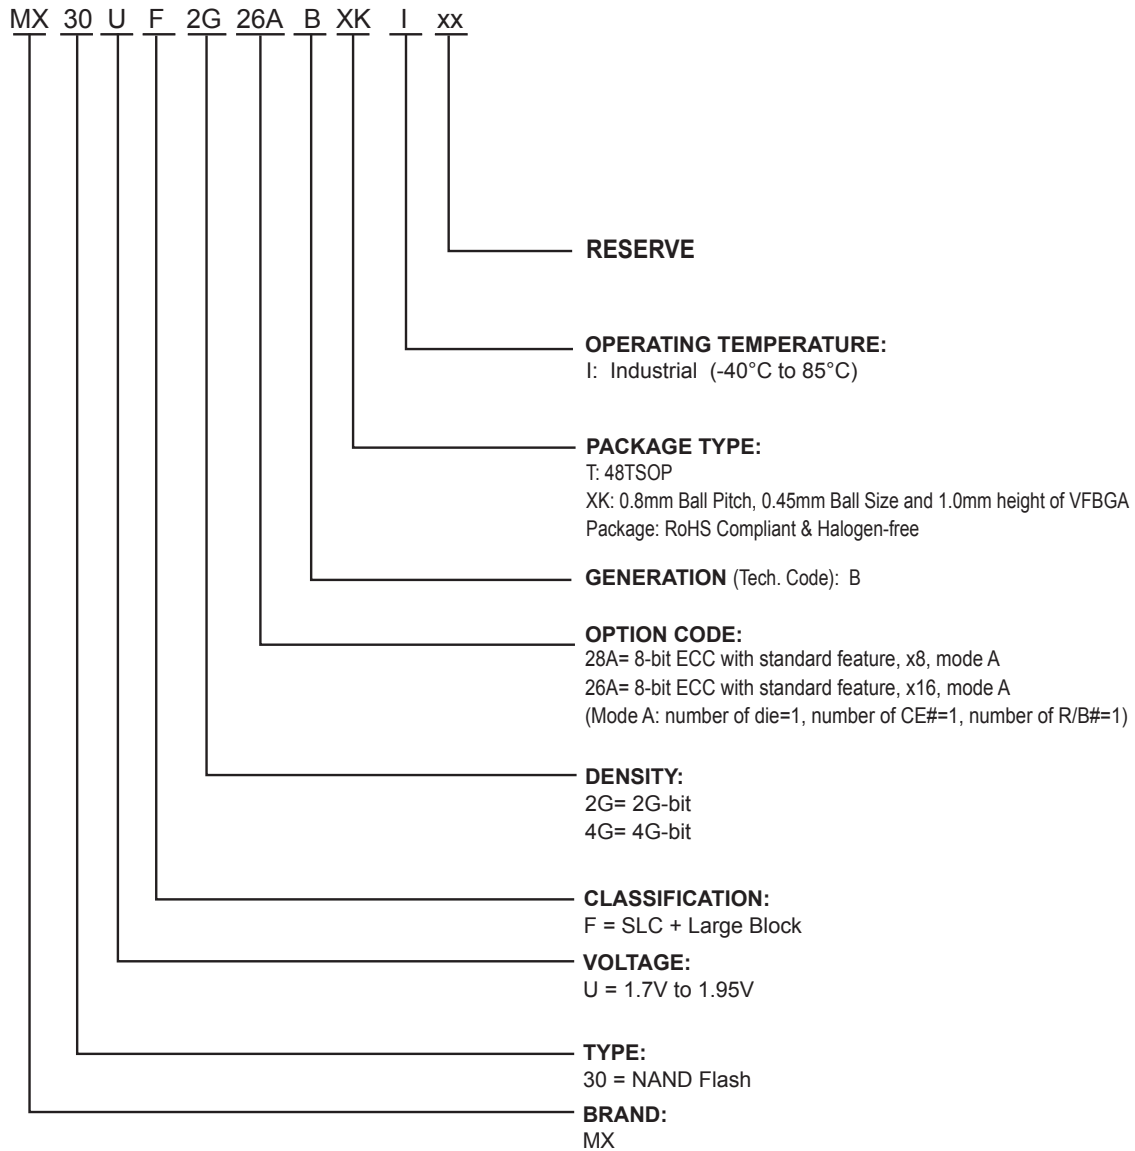 MX 30 U F 2G 26A B XK I xx
RESERVE
OPERATING TEMPERATURE:
I: Industrial (-40°C to 85°C)
PACKAGE TYPE:
T: 48TSOP
XK: 0.8mm Ball Pitch, 0.45mm Ball Size and 1.0mm height of VFBGA
Package: RoHS Compliant & Halogen-free
GENERATION (Tech. Code): B
OPTION CODE:
28A= 8-bit ECC with standard feature, x8, mode A
26A= 8-bit ECC with standard feature, x16, mode A
(Mode A: number of die=1, number of CE#=1, number of R/B#=1)
DENSITY:
2G= 2G-bit
4G= 4G-bit
CLASSIFICATION:
F = SLC + Large Block
VOLTAGE:
U = 1.7V to 1.95V
TYPE:
30 = NAND Flash
BRAND:
MX